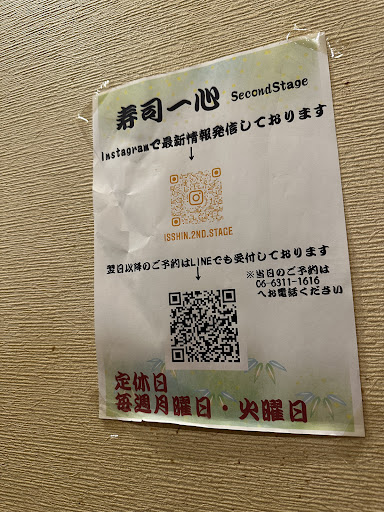 寿司一心 SecondStage
Instagramで最新情報発信しております
↓
ISSHIN.2ND.STAGE
翌日以降のご予約はLINEでも受付しております
↓
※当日のご予約は
06-6311-1616
へお電話ください
定休日
毎週月曜日・火曜日